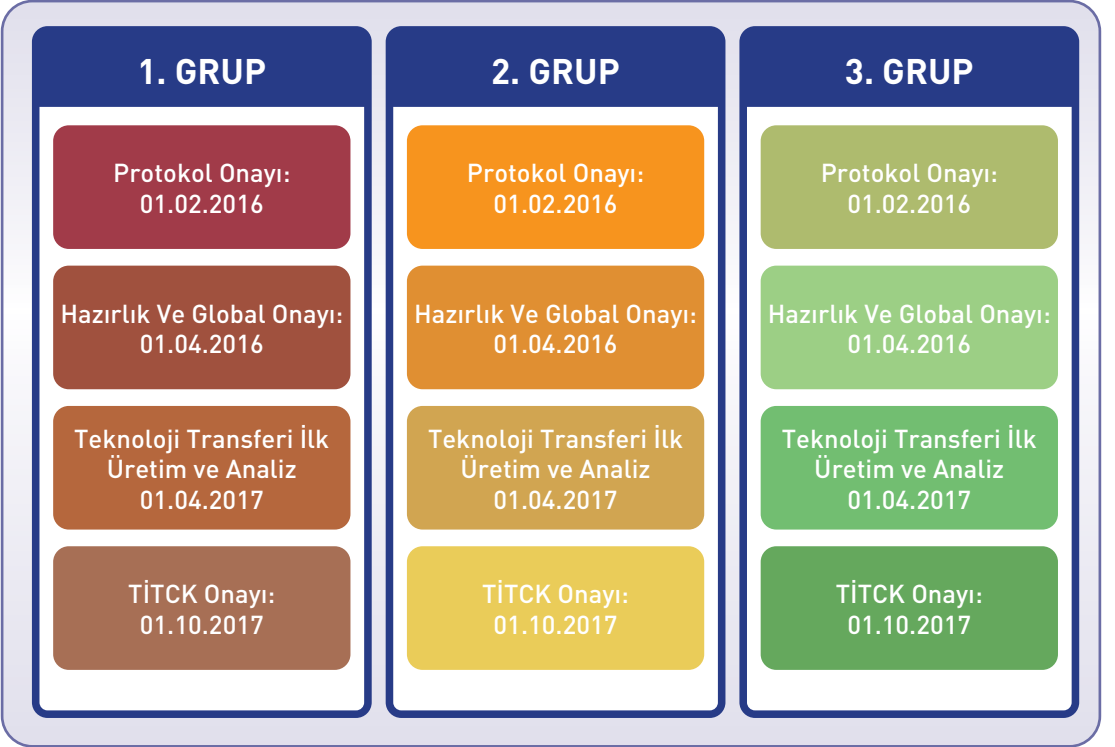 1. GRUP
Protokol Onayı:
01.02.2016
Hazırlık Ve Global Onayı:
01.04.2016
Teknoloji Transferi İlk
Üretim ve Analiz
01.04.2017
TİTCK Onayı:
01.10.2017
2. GRUP
Protokol Onayı:
01.02.2016
Hazırlık Ve Global Onayı:
01.04.2016
Teknoloji Transferi İlk
Üretim ve Analiz
01.04.2017
TİTCK Onayı:
01.10.2017
3. GRUP
Protokol Onayı:
01.02.2016
Hazırlık Ve Global Onayı:
01.04.2016
Teknoloji Transferi İlk
Üretim ve Analiz
01.04.2017
TİTCK Onayı:
01.10.2017